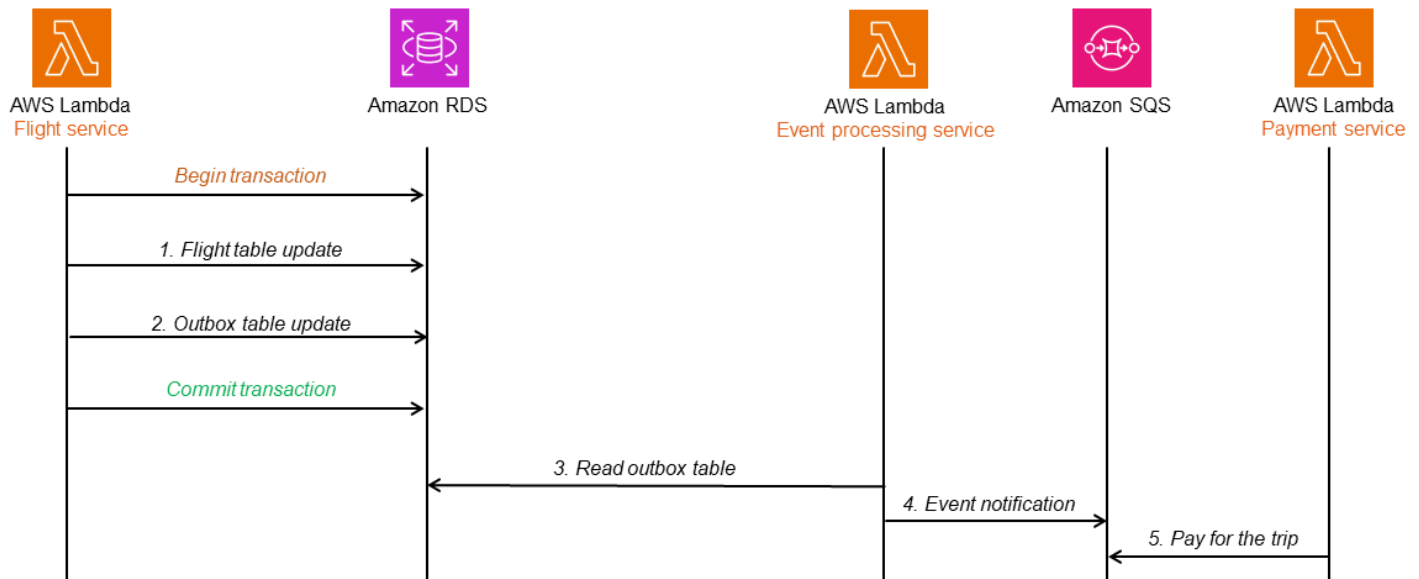 AWS Lambda
Flight service
Amazon RDS
AWS Lambda
Event processing service
Amazon SQS
AWS Lambda
Payment service
Begin transaction
1. Flight table update
2. Outbox table update
Commit transaction
3. Read outbox table
4. Event notification
5. Pay for the trip